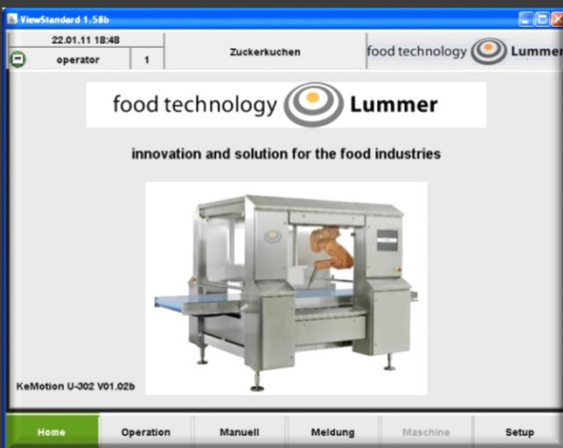 ViewStandard 1.58b
22.01.11 18:48
operator 1
Zuckerkuchen
food technology Lummer
food technology Lummer
innovation and solution for the food industries
KeMotion U-302 V01.02b
Home Operation Manuell Meldung Maschine Setup